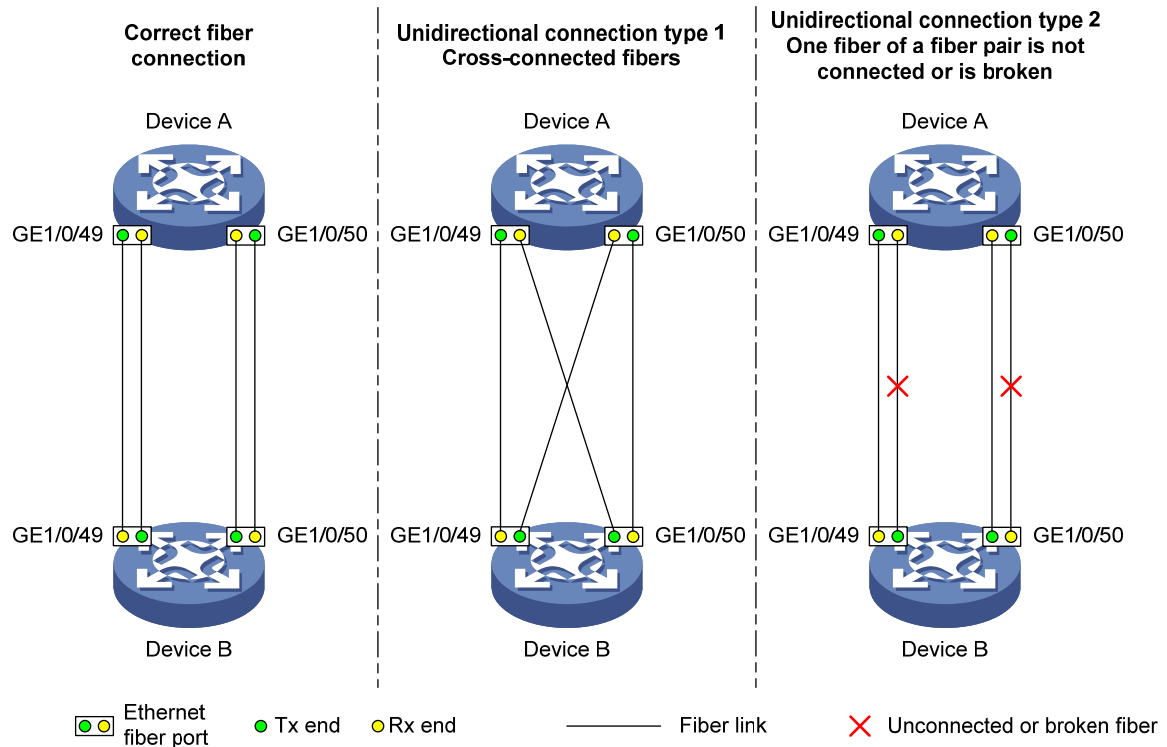 Correct fiber
connection
Unidirectional connection type 1
Cross-connected fibers
Unidirectional connection type 2
One fiber of a fiber pair is not
connected or is broken
Device A
Device A
Device A
GE1/0/49
GE1/0/50
GE1/0/49
GE1/0/50
GE1/0/49
GE1/0/50
GE1/0/49
GE1/0/50
GE1/0/49
GE1/0/50
GE1/0/49
GE1/0/50
Device B
Device B
Device B
Ethernet
fiber port
Tx end
Rx end
Fiber link
Unconnected or broken fiber